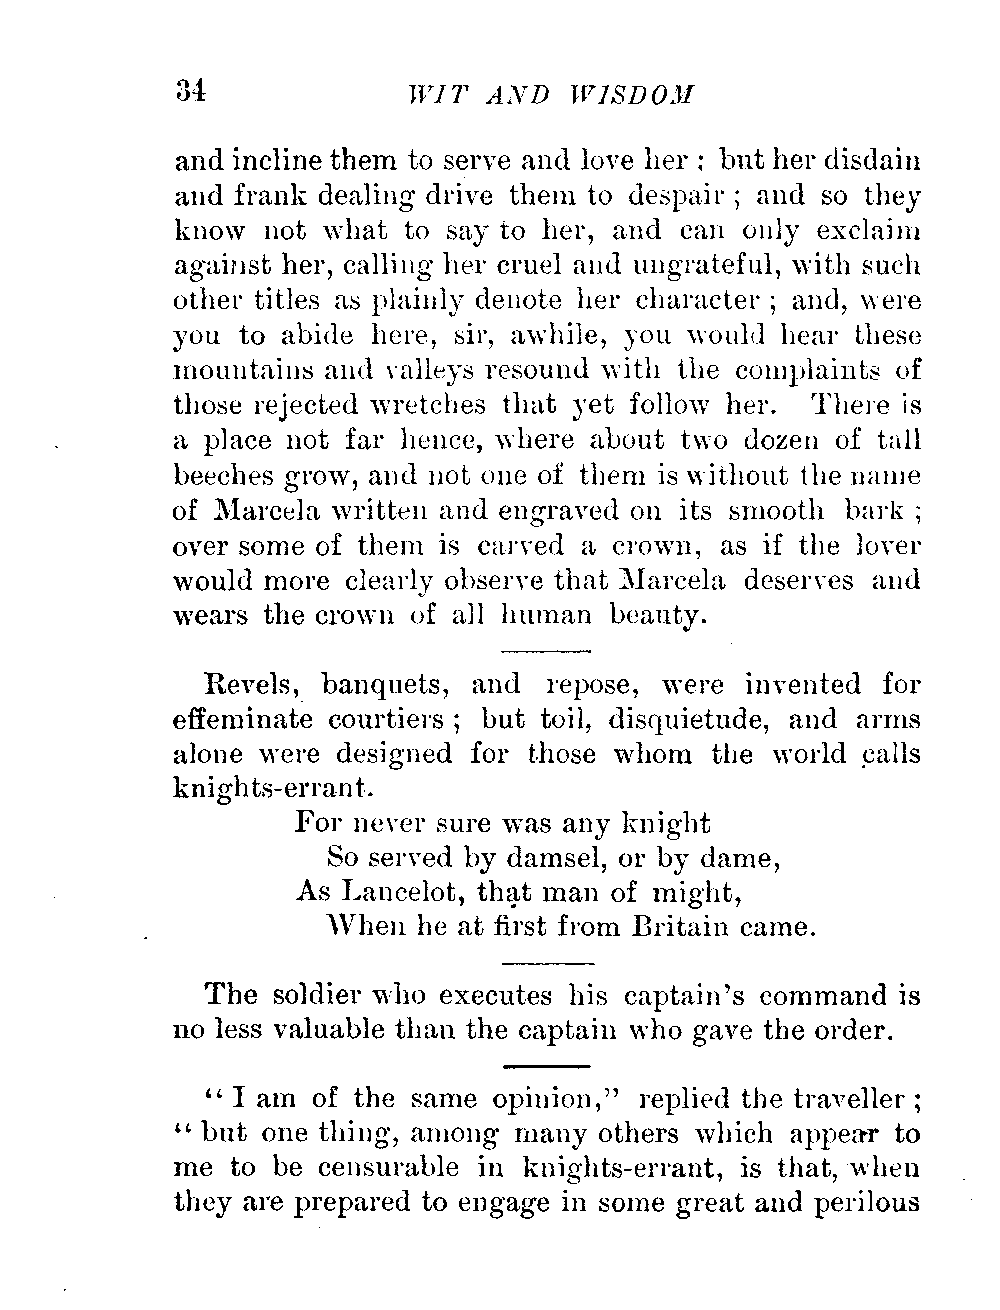 34 WIT AND WISDOM
and incline them to serve and love her ; but her disdain
and frank dealing drive them to despair ; and so they
know not what to say to her, and can only exclaim
against her, calling her cruel and ungrateful, with such
other titles as plainly denote her character ; and, were
you to abide here, sir, awhile, you would hear these
mountains and valleys resound with the complaints of
those rejected wretches that yet follow her. There is
a place not far hence, where about two dozen of tall
beeches grow, and not one of them is without the name
of Marcela written and engraved on its smooth bark ;
over some of them is carved a crown, as if the lover
would more clearly observe that Marcela deserves and
wears the crown of all human beauty.
Revels, banquets, and repose, were invented for
effeminate courtiers ; but toil, disquietude, and arms
alone were designed for those whom the world calls
knights-errant.
For never sure was any knight
So served by damsel, or by dame,
As Lancelot, that man of might,
When he at first from Britain came.
The soldier who executes his captain's command is
no less valuable than the captain who gave the order.
" I am of the same opinion," replied the traveller ;
" but one thing, among many others which appear to
me to be censurable in knights-errant, is that, when
they are prepared to engage in some great and perilous